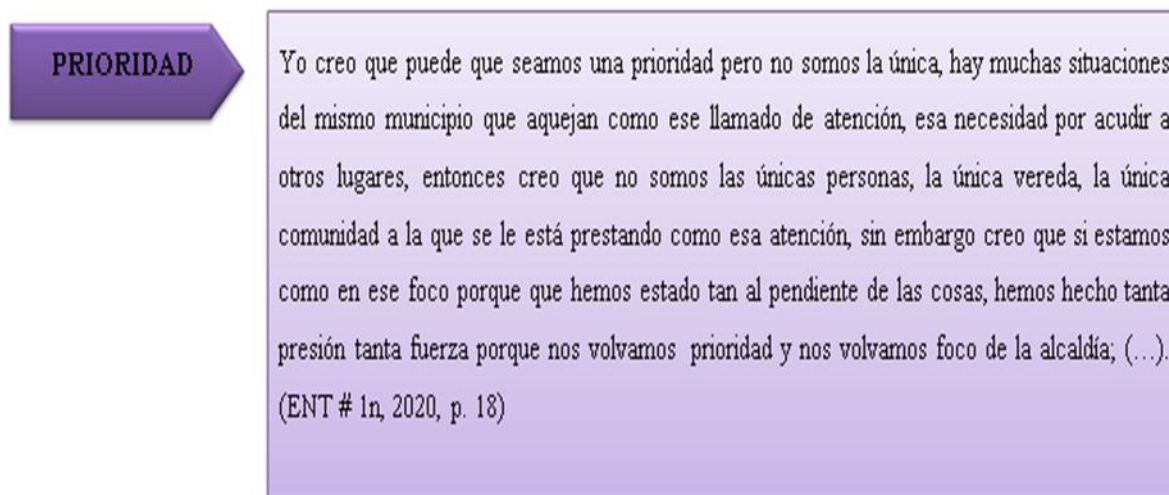 PRIORIDAD
Yo creo que puede que seamos una prioridad pero no somos la única, hay muchas situaciones
del mismo municipio que aquejan como ese llamado de atención, esa necesidad por acudir a
otros lugares, entonces creo que no somos las únicas personas, la única vereda, la única
comunidad a la que se le está prestando como esa atención, sin embargo creo que si estamos
como en ese foco porque que hemos estado tan al pendiente de las cosas, hemos hecho tanta
presión tanta fuerza porque nos volvamos prioridad y nos volvamos foco de la alcaldía; (…).
(ENT # 1n, 2020, p. 18)